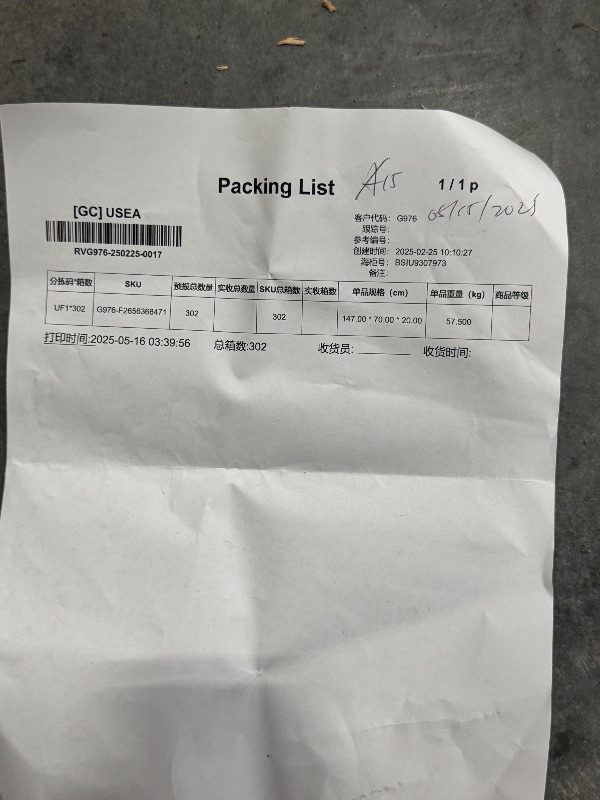 Packing List
A15
1 / 1 p
[GC] USEA
RVG976-250225-0017
客户代码: G976
05/15/2025
跟踪号:
参考编号:
创建时间: 2025-02-25 10:10:27
海柜号: BSIU9307973
备注:
分拣码*箱数 SKU 预报总数量 实收总数量 SKU总箱数 实收箱数 单品规格（cm） 单品重量（kg） 商品等级
UF1*302 G976-F2656368471 302 302 147.00 * 70.00 * 20.00 57.500
打印时间:2025-05-16 03:39:56 总箱数:302 收货员: 收货时间: